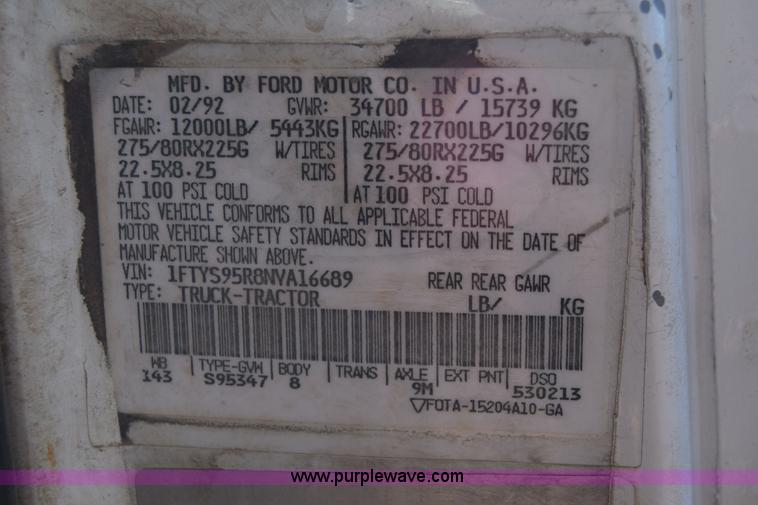 MFD. BY FORD MOTOR CO. IN U.S.A.
DATE: 02/92 GVWR: 34700 LB / 15739 KG
FGAWR: 12000LB/ 5443KG RGAWR: 22700LB/10296KG
275/80RX225G W/TIRES 275/80RX225G W/TIRES
22.5X8.25 RIMS 22.5X8.25 RIMS
AT 100 PSI COLD AT 100 PSI COLD
THIS VEHICLE CONFORMS TO ALL APPLICABLE FEDERAL
MOTOR VEHICLE SAFETY STANDARDS IN EFFECT ON THE DATE OF
MANUFACTURE SHOWN ABOVE.
VIN: 1FTYS95R8NVA16689 REAR REAR GAWR
TYPE: TRUCK-TRACTOR LB/ KG
WB TYPE-GVW BODY TRANS AXLE EXT PNT DSO
143 S95347 8 9M 530213
FOTA-15204A10-GA
www.purplewave.com